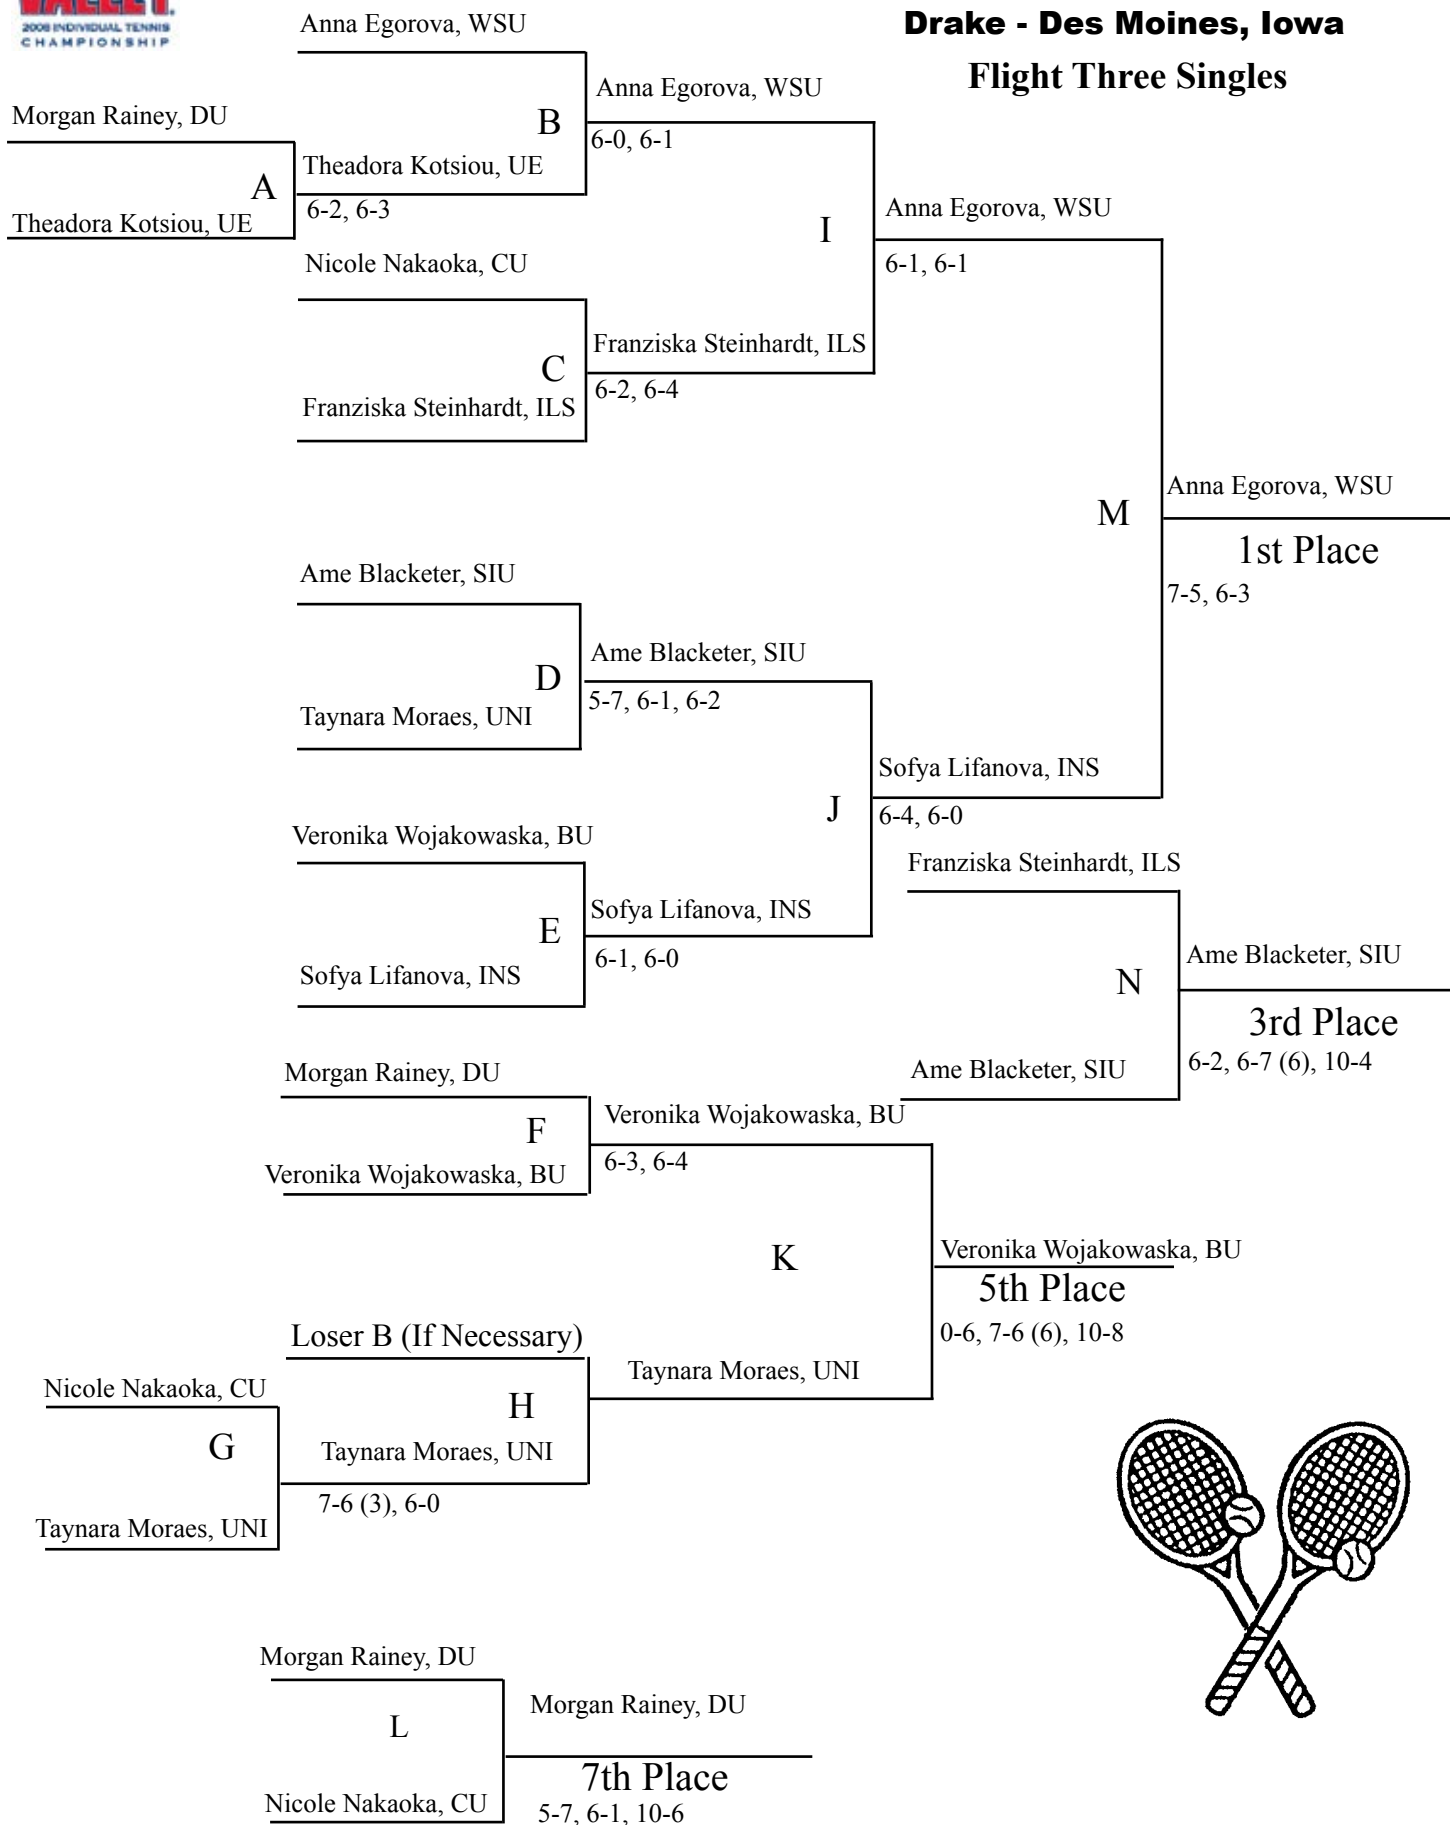 VALLEY.
2008 INDIVIDUAL TENNIS
CHAMPIONSHIP
Drake - Des Moines, Iowa
Flight Three Singles
Anna Egorova, WSU
Anna Egorova, WSU
Morgan Rainey, DU
B
6-0, 6-1
Theadora Kotsiou, UE
A
6-2, 6-3
Theadora Kotsiou, UE
Anna Egorova, WSU
I
6-1, 6-1
Nicole Nakaoka, CU
Franziska Steinhardt, ILS
C
6-2, 6-4
Franziska Steinhardt, ILS
Anna Egorova, WSU
M
1st Place
7-5, 6-3
Ame Blacketer, SIU
Ame Blacketer, SIU
D
5-7, 6-1, 6-2
Taynara Moraes, UNI
Sofya Lifanova, INS
J
6-4, 6-0
Veronika Wojakowaska, BU
Franziska Steinhardt, ILS
Sofya Lifanova, INS
E
6-1, 6-0
Sofya Lifanova, INS
Ame Blacketer, SIU
N
3rd Place
6-2, 6-7 (6), 10-4
Ame Blacketer, SIU
Morgan Rainey, DU
Veronika Wojakowaska, BU
F
6-3, 6-4
Veronika Wojakowaska, BU
K
Veronika Wojakowaska, BU
5th Place
0-6, 7-6 (6), 10-8
Loser B (If Necessary)
Taynara Moraes, UNI
Nicole Nakaoka, CU
H
G
Taynara Moraes, UNI
7-6 (3), 6-0
Taynara Moraes, UNI
Morgan Rainey, DU
Morgan Rainey, DU
L
7th Place
Nicole Nakaoka, CU
5-7, 6-1, 10-6